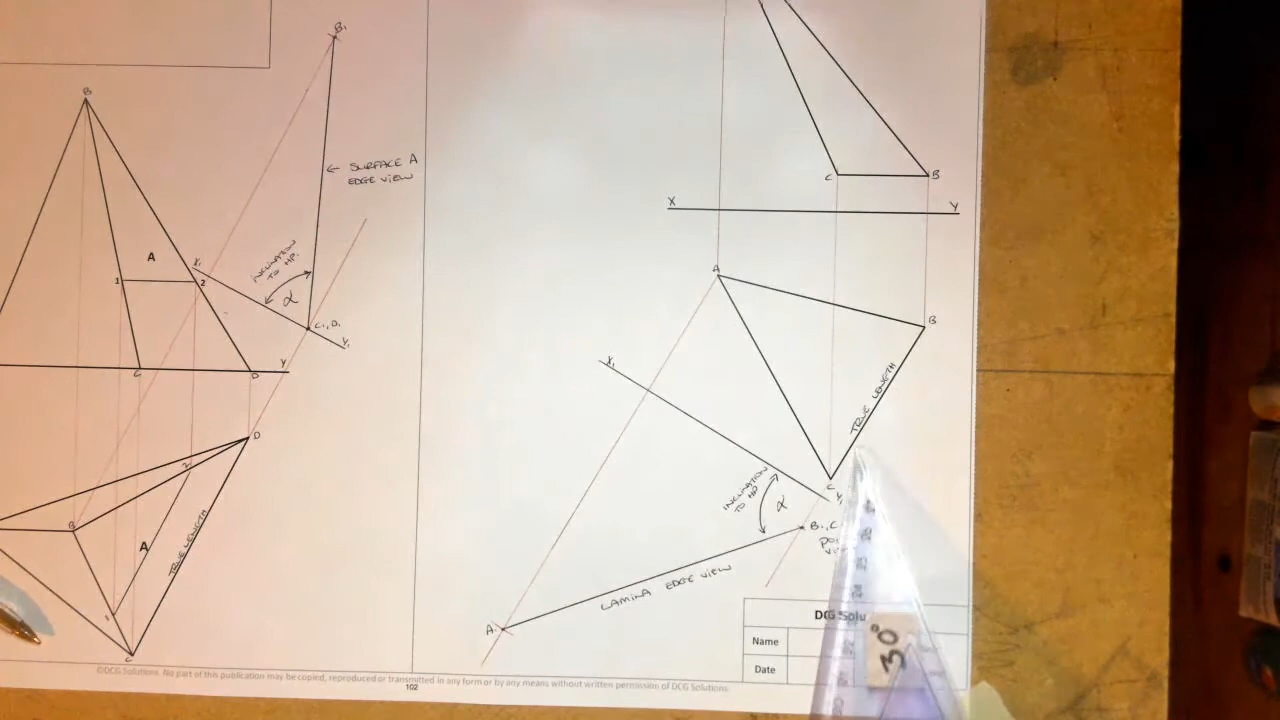 B₁
B
← SURFACE A
EDGE VIEW
A
INCLINATION
TO HP.
α
X₁
1
2
C₁, D₁
Y₁
Y
C
D
D
2
B
A
TRUE LENGTH
1
C
C
B
X
Y
A
B
TRUE LENGTH
X₁
C
Y₁
INCLINATION
TO HP
α
B₁, C
LAMINA EDGE VIEW
A₁
DCG Solu
Name
Date
30°
©DCG Solutions. No part of this publication may be copied, reproduced or transmitted in any form or by any means without written permission of DCG Solutions
102